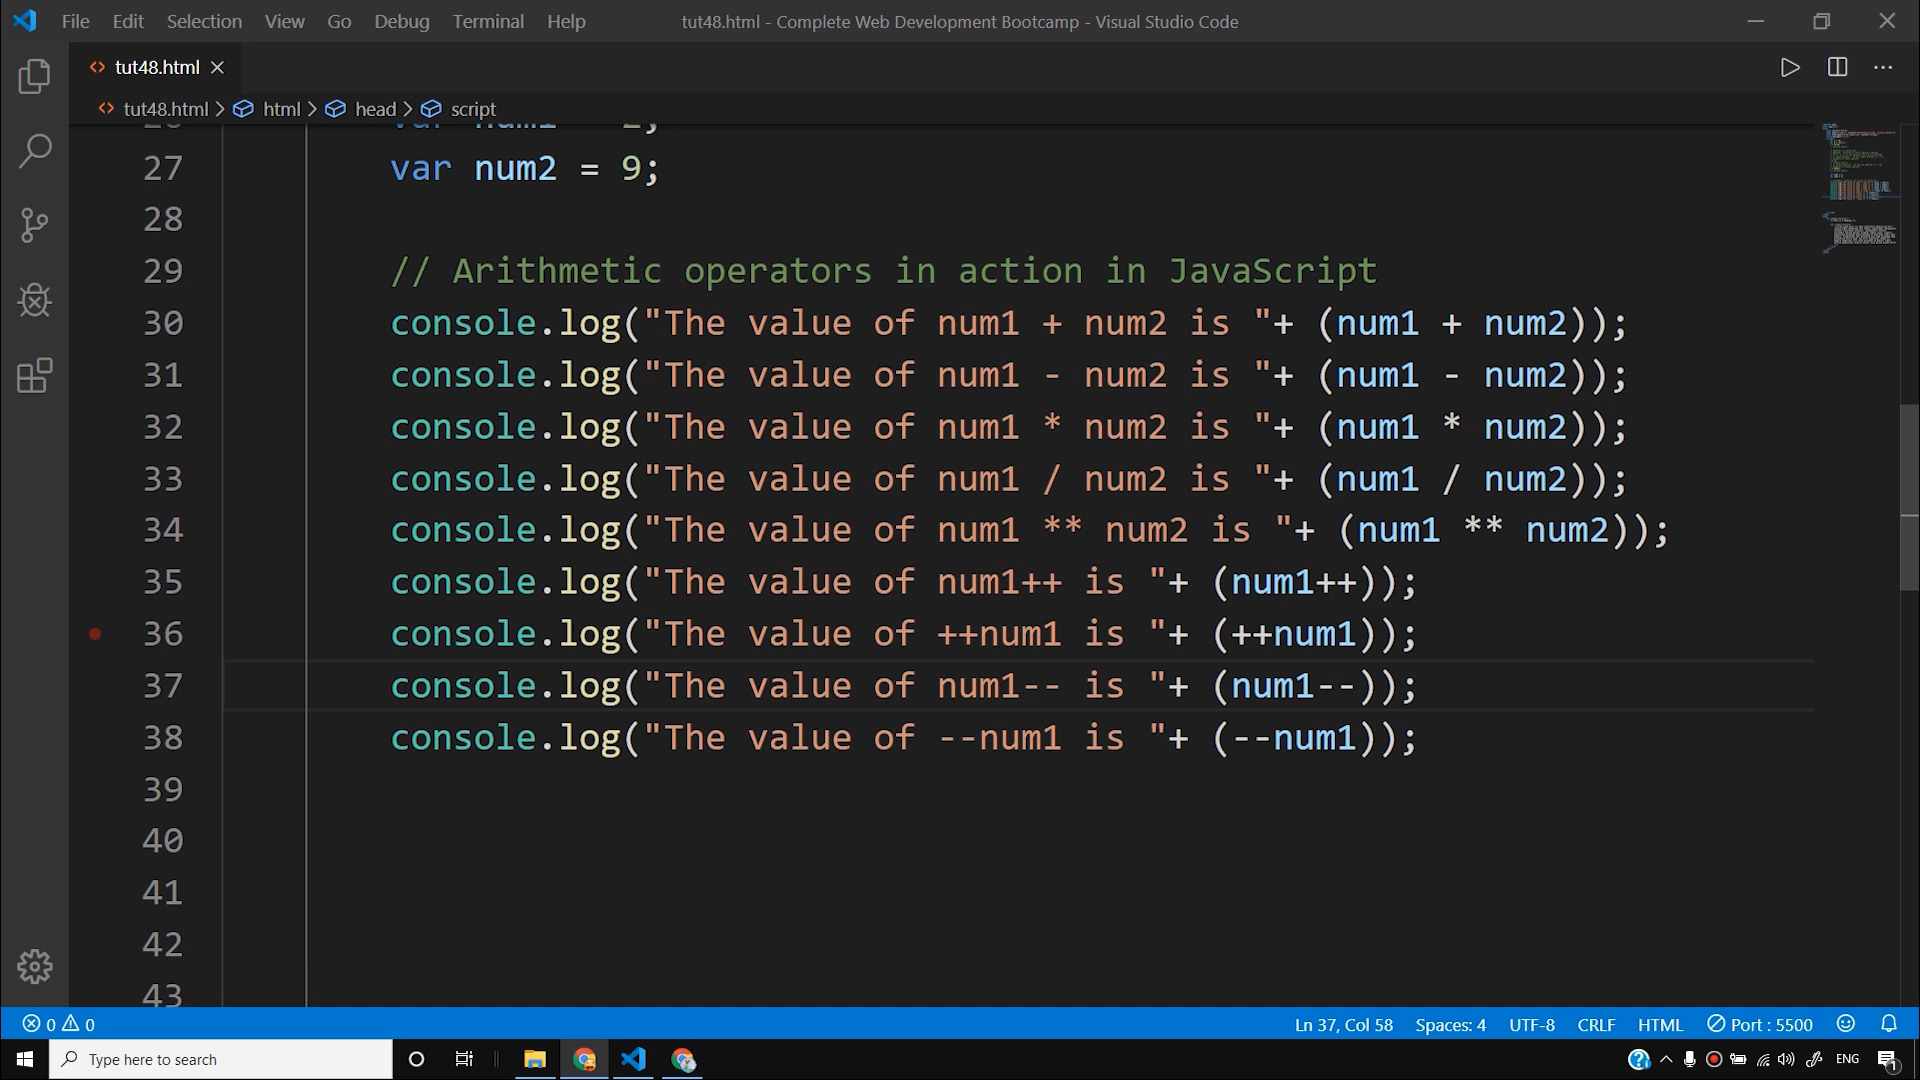 File Edit Selection View Go Debug Terminal Help tut48.html - Complete Web Development Bootcamp - Visual Studio Code
tut48.html
tut48.html > html > head > script
27 var num2 = 9;
28
29 // Arithmetic operators in action in JavaScript
30 console.log("The value of num1 + num2 is "+ (num1 + num2));
31 console.log("The value of num1 - num2 is "+ (num1 - num2));
32 console.log("The value of num1 * num2 is "+ (num1 * num2));
33 console.log("The value of num1 / num2 is "+ (num1 / num2));
34 console.log("The value of num1 ** num2 is "+ (num1 ** num2));
35 console.log("The value of num1++ is "+ (num1++));
36 console.log("The value of ++num1 is "+ (++num1));
37 console.log("The value of num1-- is "+ (num1--));
38 console.log("The value of --num1 is "+ (--num1));
39
40
41
42
43
0 0 Ln 37, Col 58 Spaces: 4 UTF-8 CRLF HTML Port : 5500
Type here to search ENG 1